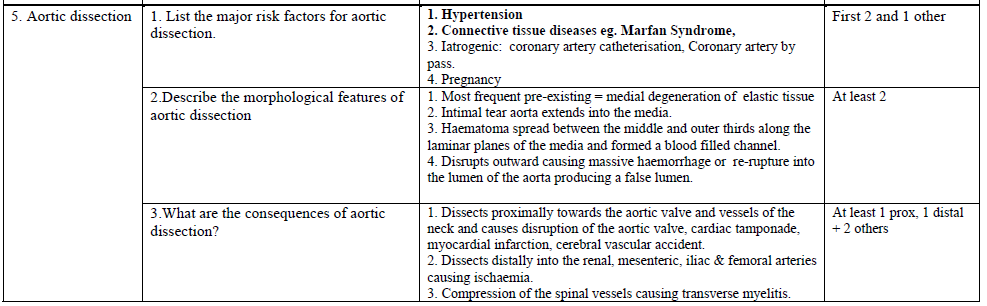 5. Aortic dissection
1. List the major risk factors for aortic
dissection.
1. Hypertension
2. Connective tissue diseases eg. Marfan Syndrome,
3. Iatrogenic: coronary artery catheterisation, Coronary artery by
pass.
4. Pregnancy
First 2 and 1 other
2.Describe the morphological features of
aortic dissection
1. Most frequent pre-existing = medial degeneration of elastic tissue
2. Intimal tear aorta extends into the media.
3. Haematoma spread between the middle and outer thirds along the
laminar planes of the media and formed a blood filled channel.
4. Disrupts outward causing massive haemorrhage or re-rupture into
the lumen of the aorta producing a false lumen.
At least 2
3.What are the consequences of aortic
dissection?
1. Dissects proximally towards the aortic valve and vessels of the
neck and causes disruption of the aortic valve, cardiac tamponade,
myocardial infarction, cerebral vascular accident.
2. Dissects distally into the renal, mesenteric, iliac & femoral arteries
causing ischaemia.
3. Compression of the spinal vessels causing transverse myelitis.
At least 1 prox, 1 distal
+ 2 others